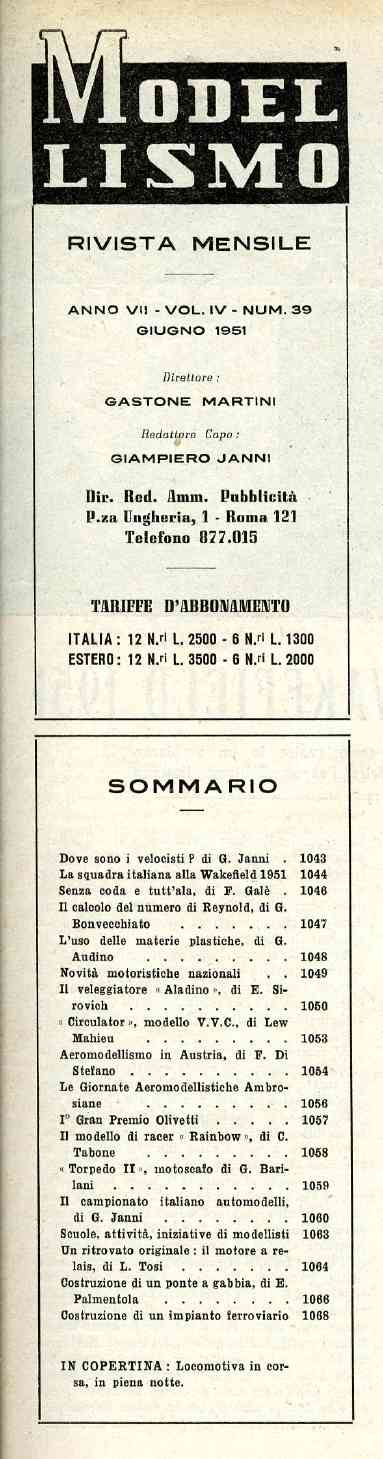 MODEL
LISMO
RIVISTA MENSILE
ANNO VII - VOL. IV - NUM. 39
GIUGNO 1951
Direttore :
GASTONE MARTINI
Redattore Capo :
GIAMPIERO JANNI
Dir. Red. Amm. Pubblicità
P.za Ungheria, 1 - Roma 121
Telefono 877.015
TARIFFE D'ABBONAMENTO
ITALIA : 12 N.ri L. 2500 - 6 N.ri L. 1300
ESTERO : 12 N.ri L. 3500 - 6 N.ri L. 2000
SOMMARIO
Dove sono i velocisti ? di G. Janni . 1043
La squadra italiana alla Wakefield 1951 1044
Senza coda e tutt'ala, di F. Galè . 1046
Il calcolo del numero di Reynold, di G.
Bonvecchiato . . . . . . . 1047
L'uso delle materie plastiche, di G.
Audino . . . . . . . . . 1048
Novità motoristiche nazionali . . 1049
Il veleggiatore « Aladino », di E. Si-
rovich . . . . . . . . . . 1050
« Circulator », modello V.V.C., di Lew
Mahieu . . . . . . . . . 1053
Aeromodellismo in Austria, di F. Di
Stefano . . . . . . . . . . 1054
Le Giornate Aeromodellistiche Ambro-
siane . . . . . . . . . 1056
I° Gran Premio Olivetti . . . . . 1057
Il modello di racer « Rainbow », di C.
Tabone . . . . . . . . . 1058
« Torpedo II », motoscafo di G. Bari-
lani . . . . . . . . . . . 1059
Il campionato italiano automodelli,
di G. Janni . . . . . . . . 1060
Scuole, attività, iniziative di modellisti 1063
Un ritrovato originale : il motore a re-
lais, di L. Tosi . . . . . . . 1064
Costruzione di un ponte a gabbia, di E.
Palmentola . . . . . . . . 1066
Costruzione di un impianto ferroviario 1068
IN COPERTINA : Locomotiva in cor-
sa, in piena notte.